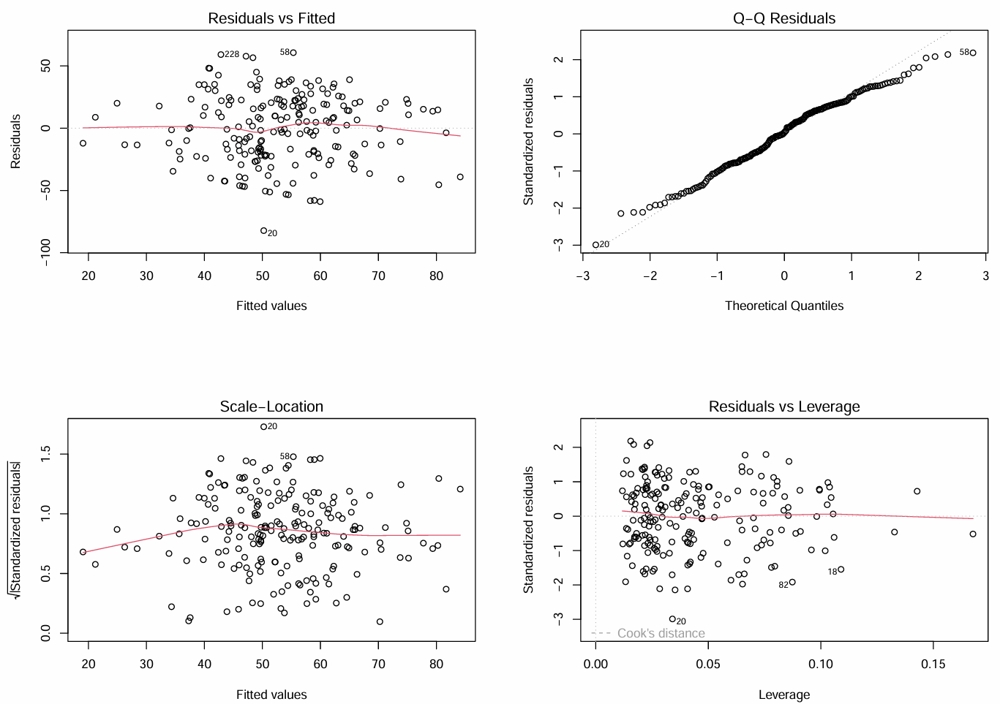 Residuals vs Fitted
Residuals
50
0
−50
−100
228
58
20
20 30 40 50 60 70 80
Fitted values
Q−Q Residuals
Standardized residuals
2
1
0
−1
−2
−3
58
20
−3 −2 −1 0 1 2 3
Theoretical Quantiles
Scale−Location
√|Standardized residuals|
1.5
1.0
0.5
0.0
20
58
20 30 40 50 60 70 80
Fitted values
Residuals vs Leverage
Standardized residuals
2
1
0
−1
−2
−3
18
82
20
Cook's distance
0.00 0.05 0.10 0.15
Leverage